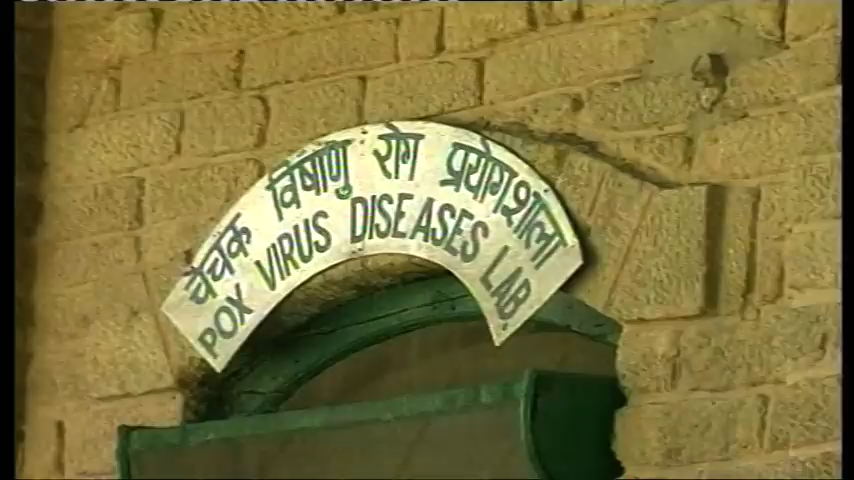 चेचक विषाणु रोग प्रयोगशाला
POX VIRUS DISEASES LAB.